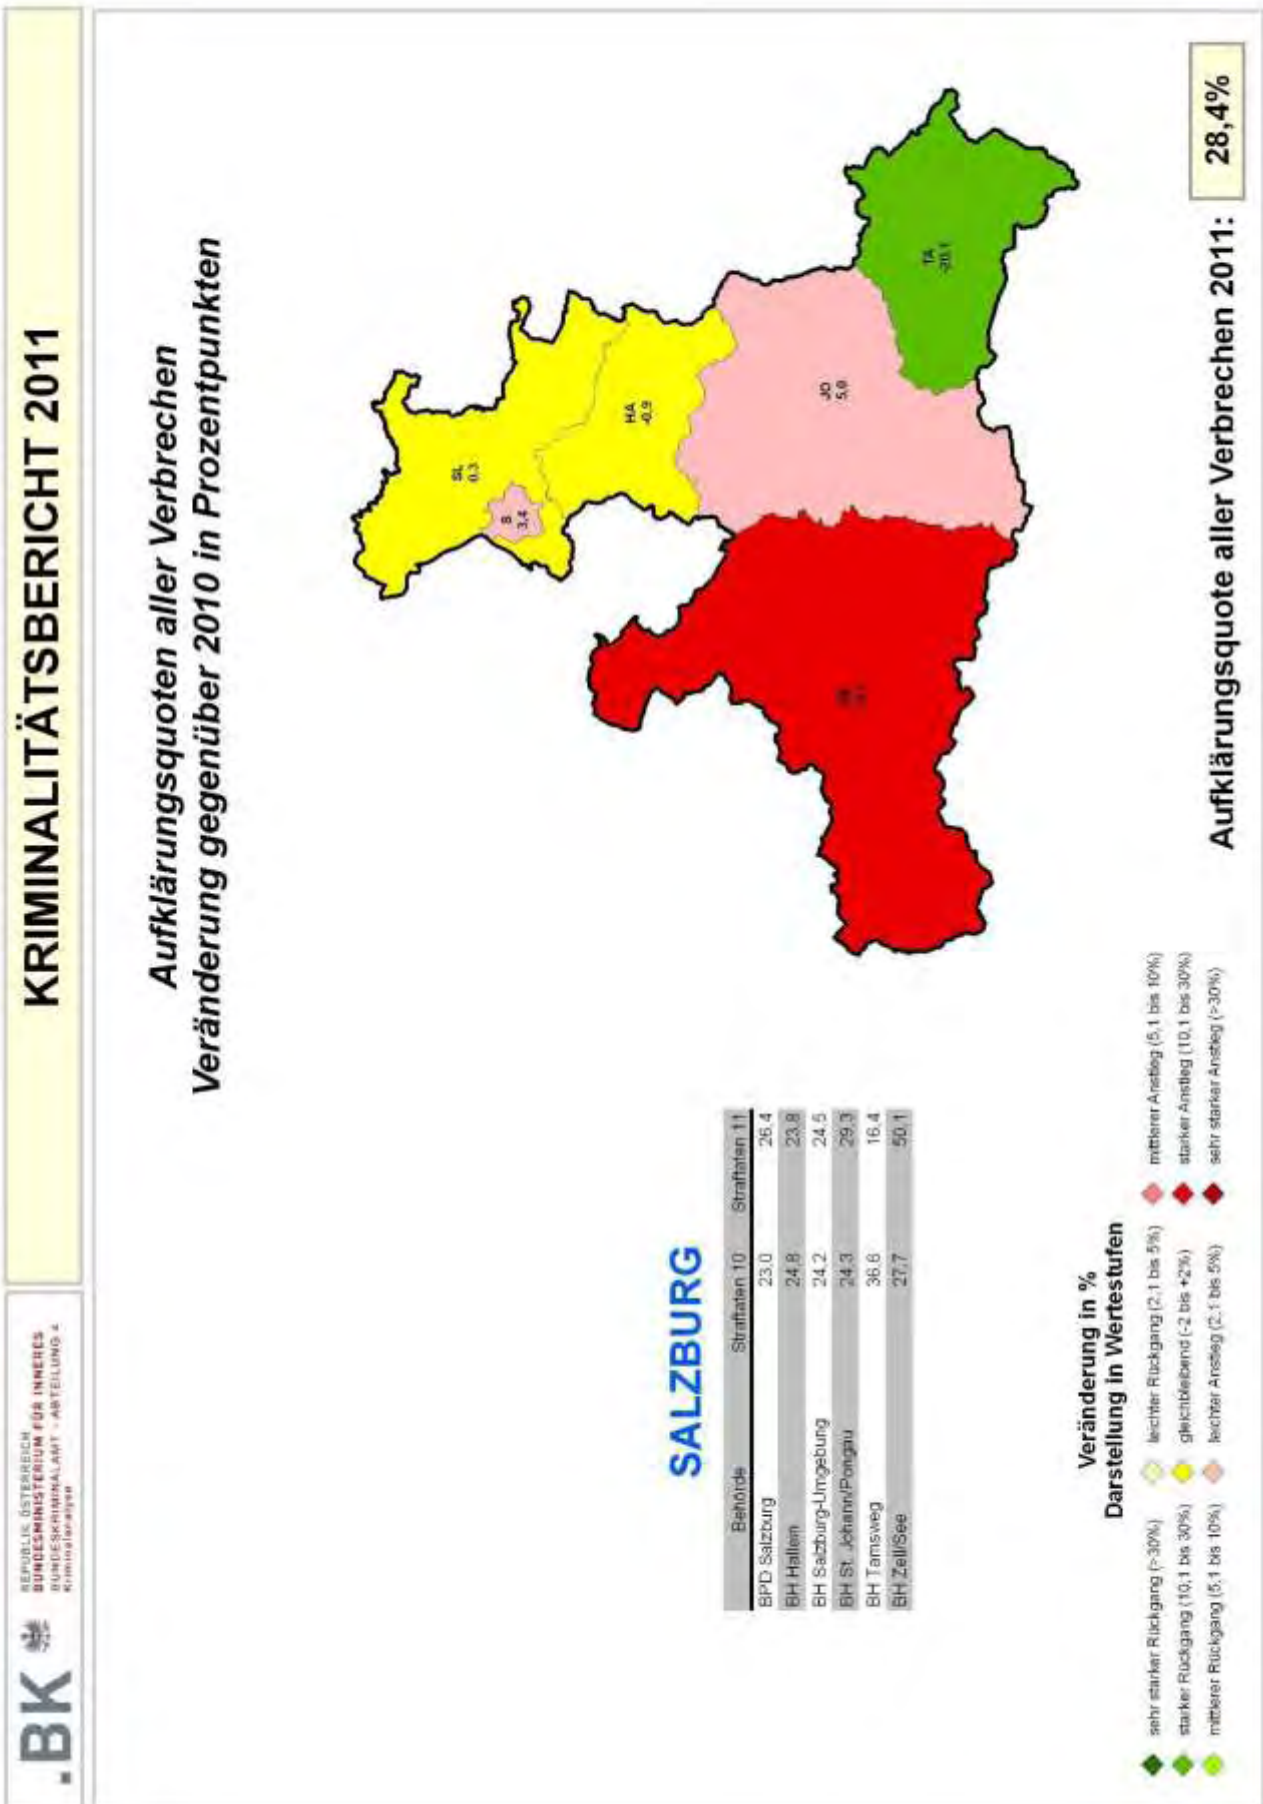 .BK
REPUBLIK ÖSTERREICH
BUNDESMINISTERIUM FÜR INNERES
BUNDESKRIMINALAMT - ABTEILUNG 4
Kriminalanalyse
KRIMINALITÄTSBERICHT 2011
Aufklärungsquoten aller Verbrechen
Veränderung gegenüber 2010 in Prozentpunkten
SALZBURG
Behörde Straftaten 10 Straftaten 11
BPD Salzburg 23,0 26,4
BH Hallein 24,8 23,8
BH Salzburg-Umgebung 24,2 24,5
BH St. Johann/Pongau 24,3 29,3
BH Tamsweg 36,6 16,4
BH Zell/See 27,7 50,1
SL
0,3
S
3,4
HA
-0,9
JO
5,0
TA
-20,1
Veränderung in %
Darstellung in Wertestufen
sehr starker Rückgang (>30%)
starker Rückgang (10,1 bis 30%)
mittlerer Rückgang (5,1 bis 10%)
leichter Rückgang (2,1 bis 5%)
gleichbleibend (-2 bis +2%)
leichter Anstieg (2,1 bis 5%)
mittlerer Anstieg (5,1 bis 10%)
starker Anstieg (10,1 bis 30%)
sehr starker Anstieg (>30%)
Aufklärungsquote aller Verbrechen 2011:
28,4%